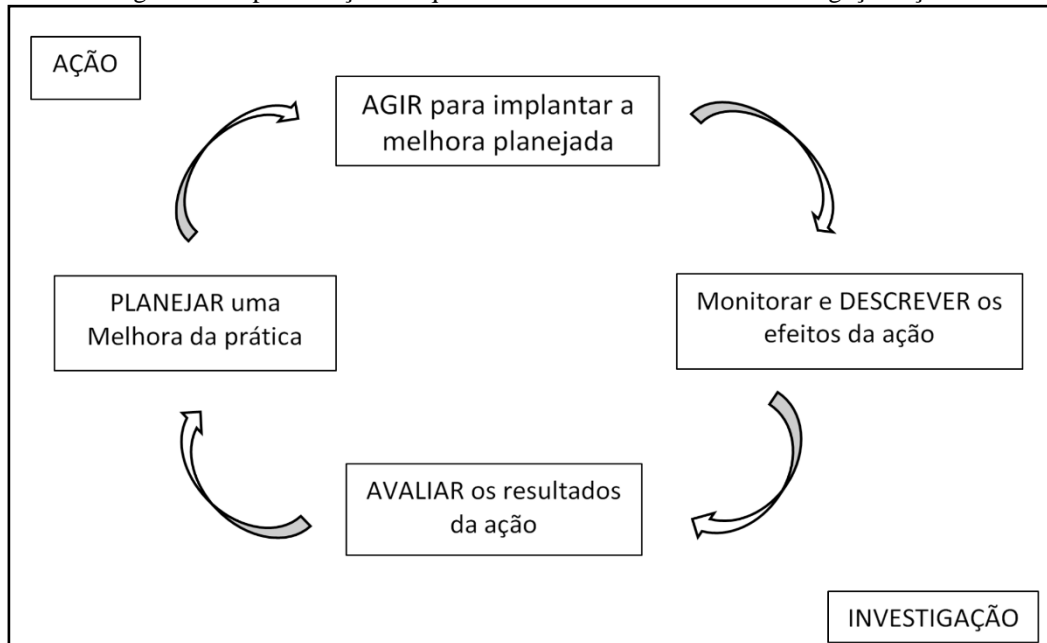 AÇÃO
AGIR para implantar a
melhora planejada
PLANEJAR uma
Melhora da prática
Monitorar e DESCREVER os
efeitos da ação
AVALIAR os resultados
da ação
INVESTIGAÇÃO